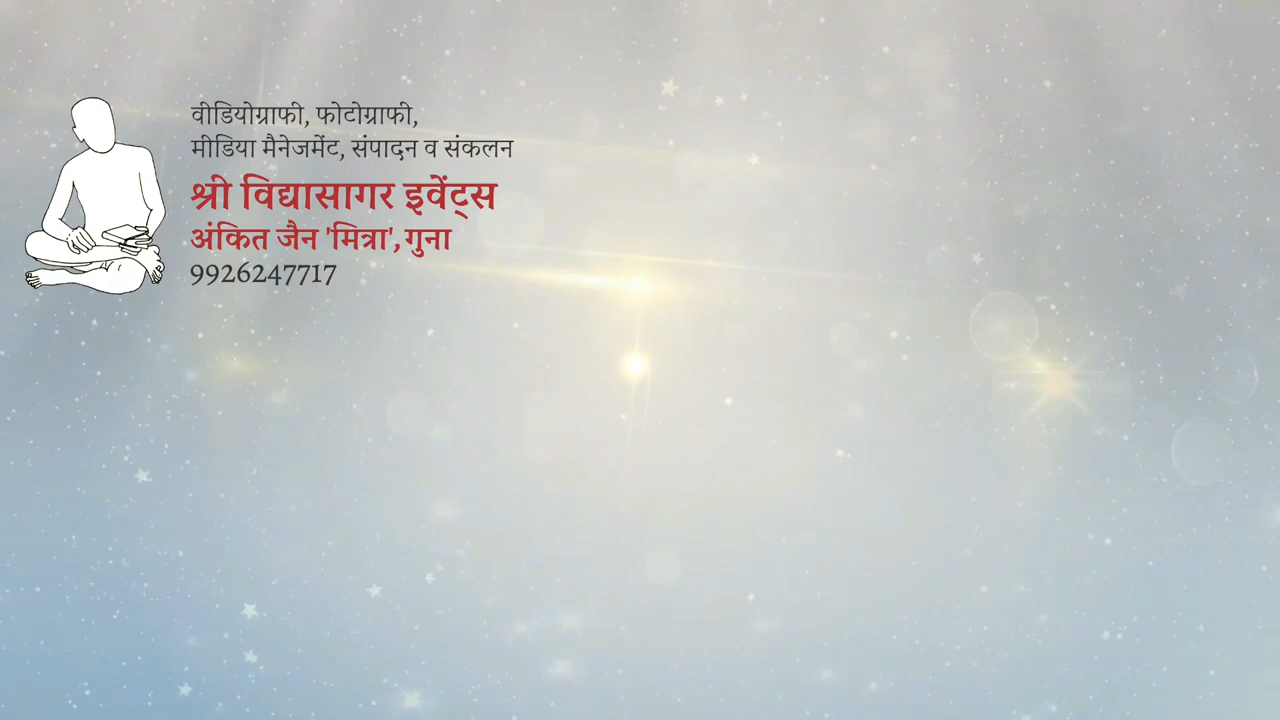 वीडियोग्राफी, फोटोग्राफी,
मीडिया मैनेजमेंट, संपादन व संकलन
श्री विद्यासागर इवेंट्स
अंकित जैन 'मित्रा', गुना
9926247717